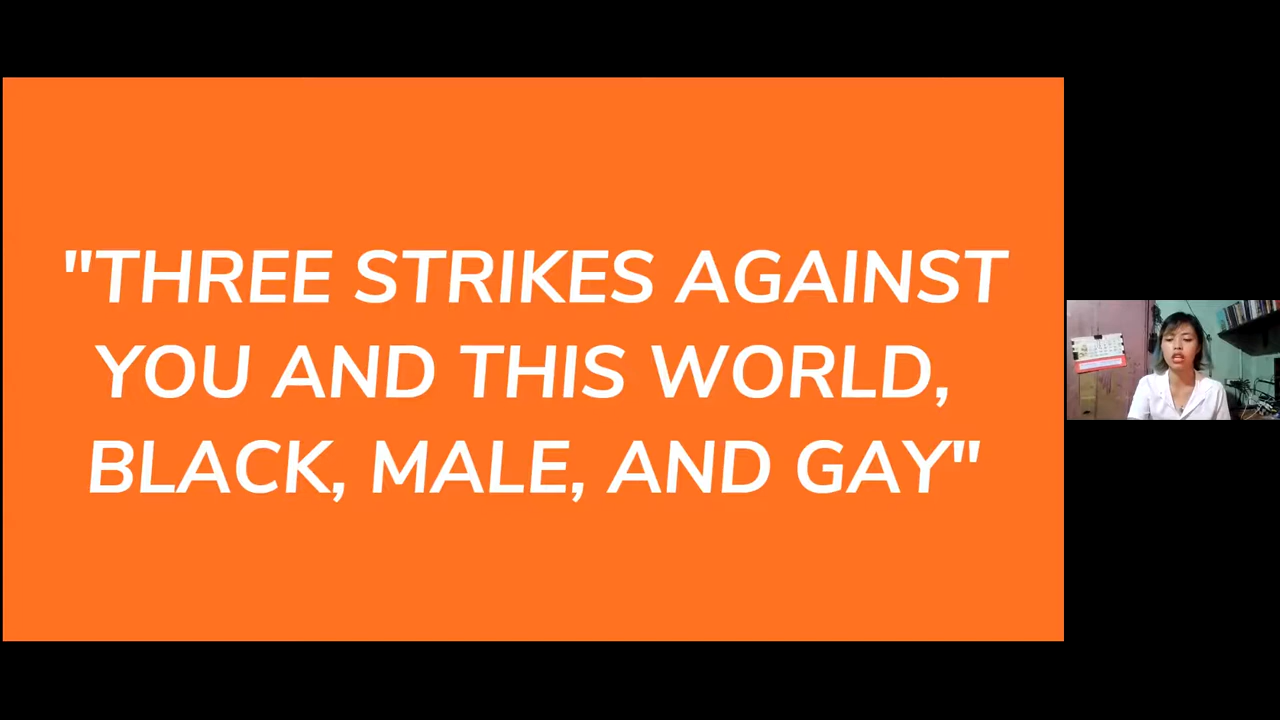 "THREE STRIKES AGAINST
YOU AND THIS WORLD,
BLACK, MALE, AND GAY"